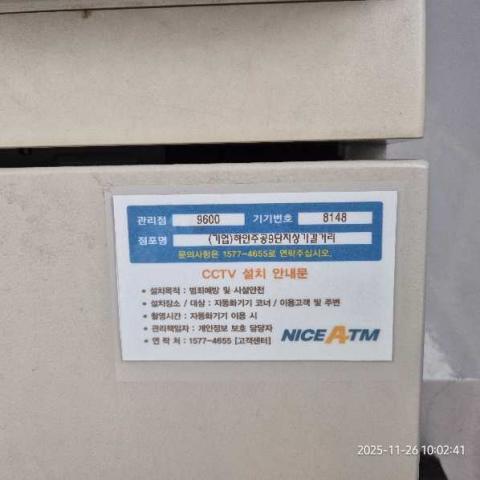 관리점 9600 기기번호 8148
점포명 (기업)하안주공9단지상가길거리
문의사항은 1577-4655로 연락주십시오.
CCTV 설치 안내문
• 설치목적 : 범죄예방 및 시설안전
• 설치장소 / 대상 : 자동화기기 코너 / 이용고객 및 주변
• 촬영시간 : 자동화기기 이용 시
• 관리책임자 : 개인정보 보호 담당자
• 연 락 처 : 1577-4655 [고객센터]
NICE ATM
2025-11-26 10:02:41